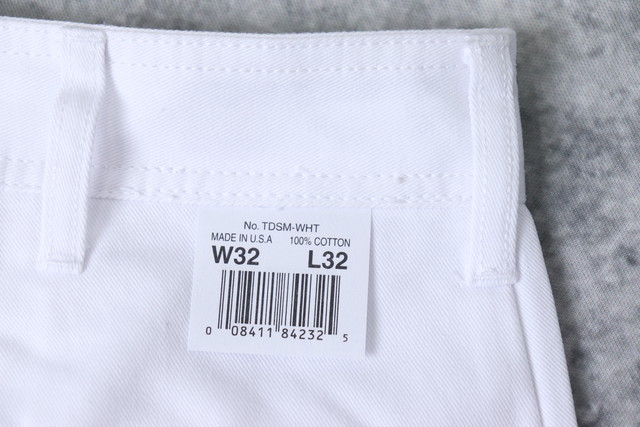 No. TDSM-WHT
MADE IN U.S.A 100% COTTON
W32 L32
0 08411 84232 5